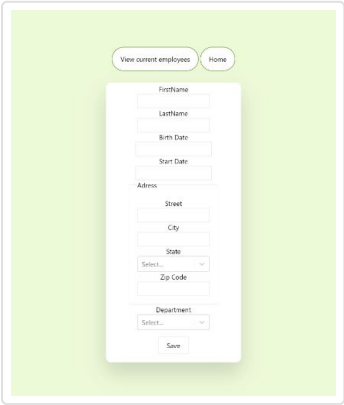 View current employees Home
FirstName
LastName
Birth Date
Start Date
Adress
Street
City
State
Select...
Zip Code
Department
Select...
Save